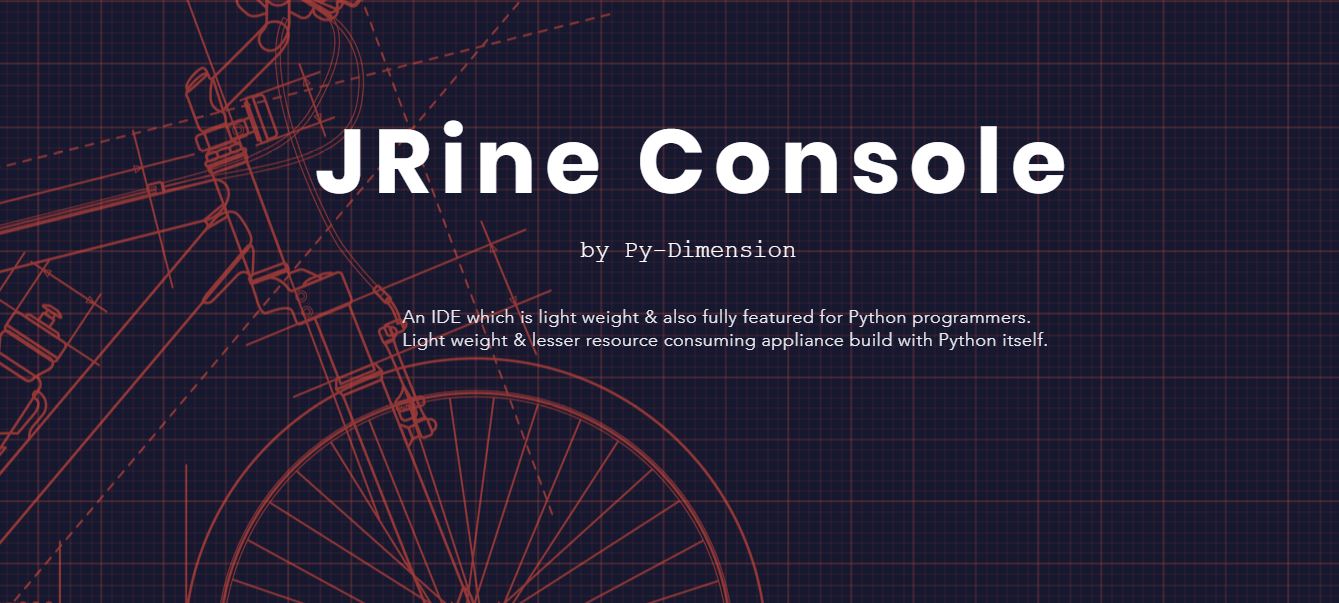 JRine Console
by Py-Dimension
An IDE which is light weight & also fully featured for Python programmers.
Light weight & lesser resource consuming appliance build with Python itself.